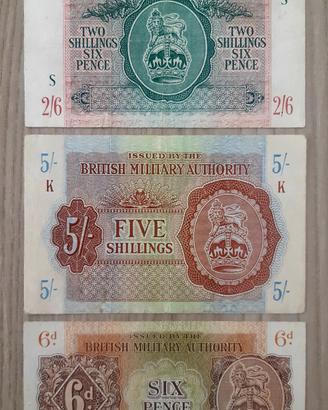 S
TWO SHILLINGS SIX PENCE
TWO SHILLINGS SIX PENCE
S
2/6
2/6
ISSUED BY THE
BRITISH MILITARY AUTHORITY
5/-
K
5/-
K
5/-
FIVE
SHILLINGS
5/-
5/-
ISSUED BY THE
BRITISH MILITARY AUTHORITY
6d
6d
6d
SIX
PENCE